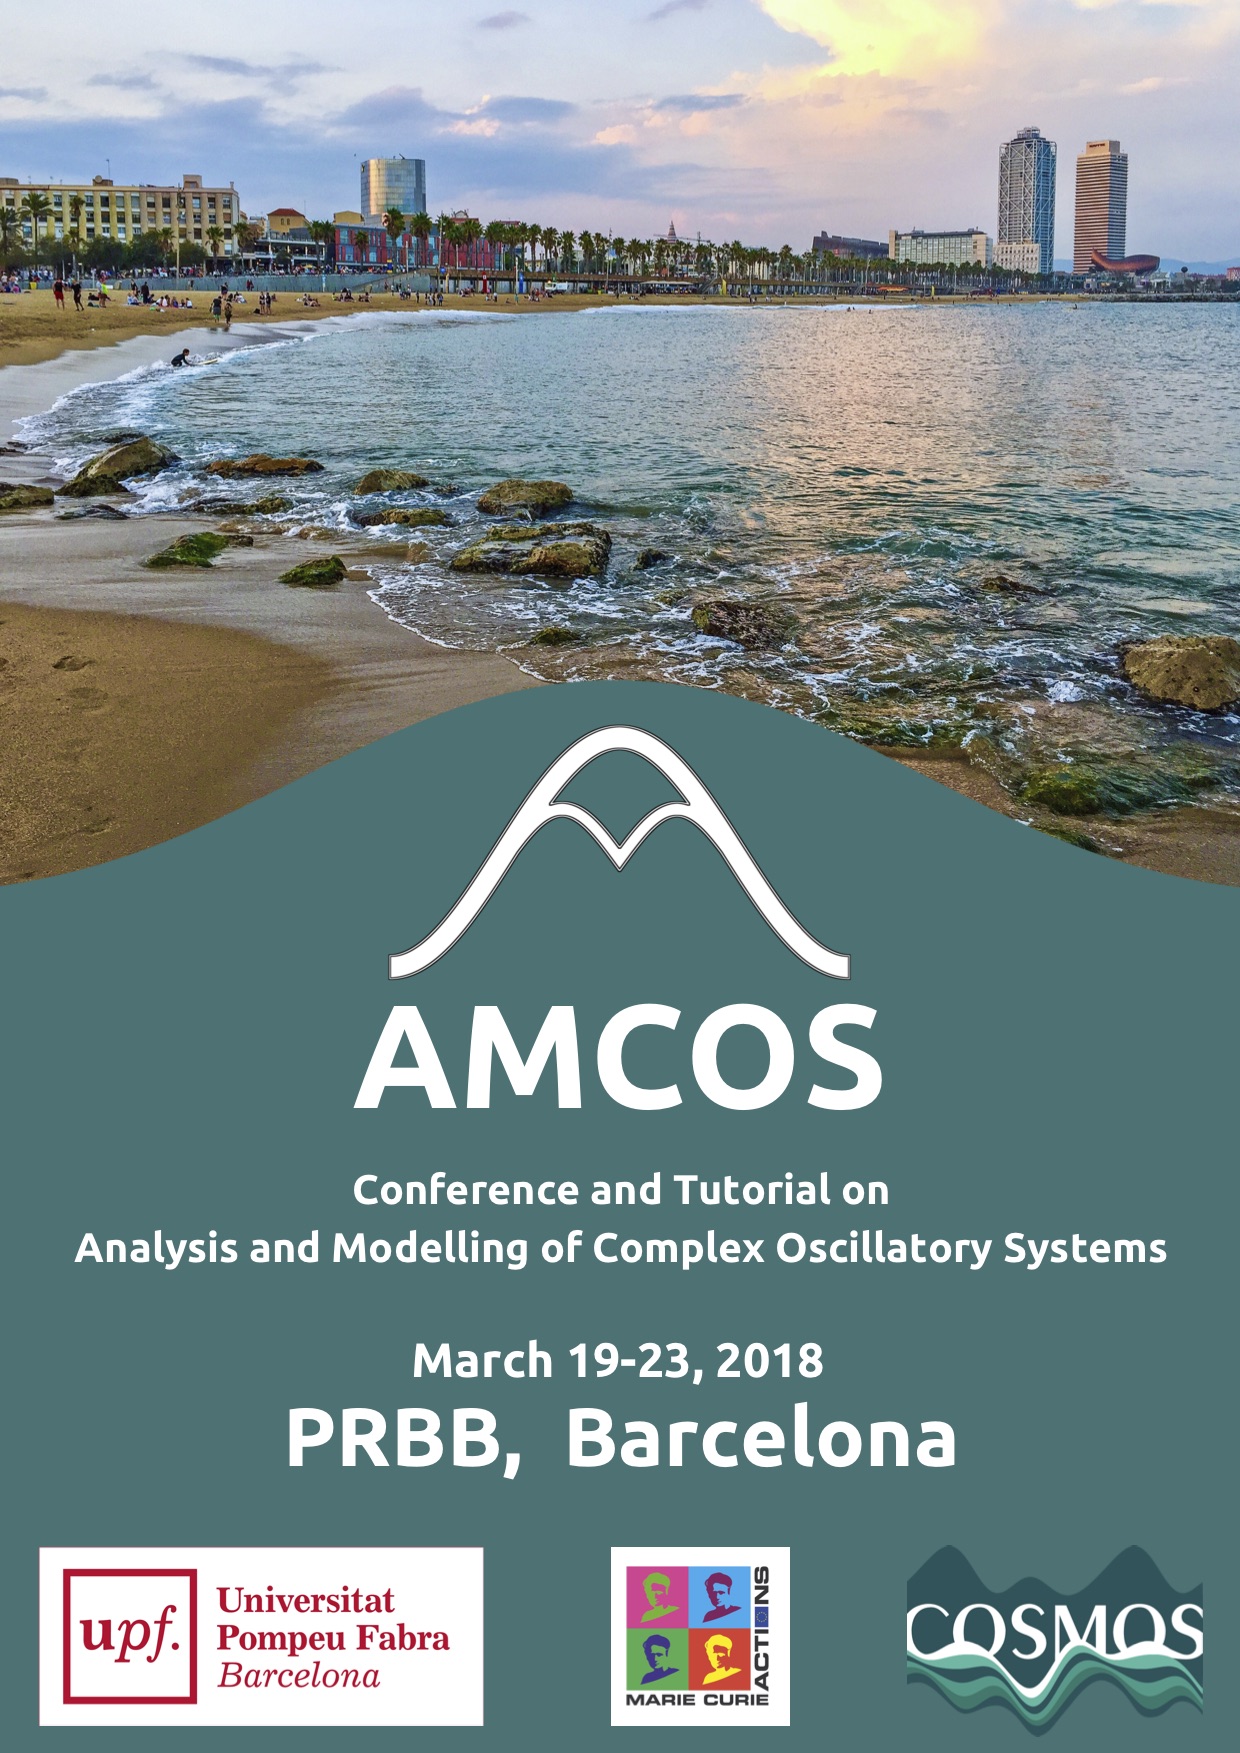 AMCOS
Conference and Tutorial on
Analysis and Modelling of Complex Oscillatory Systems
March 19-23, 2018
PRBB, Barcelona
upf.
Universitat
Pompeu Fabra
Barcelona
MARIE CURIE
ACTIONS
COSMOS